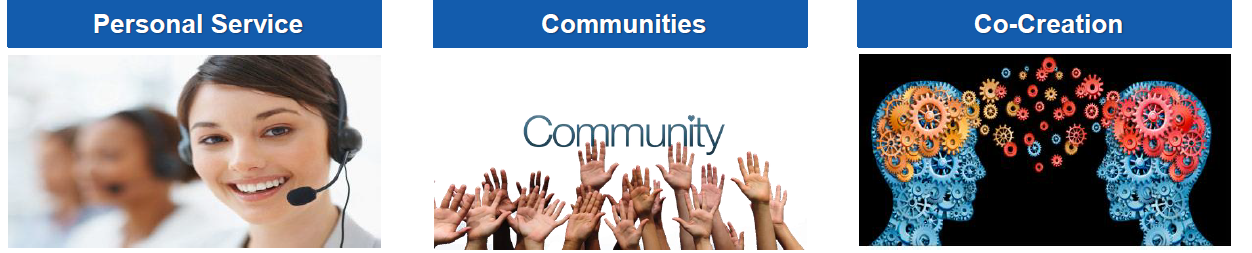 Personal Service
Communities
Co-Creation
Community